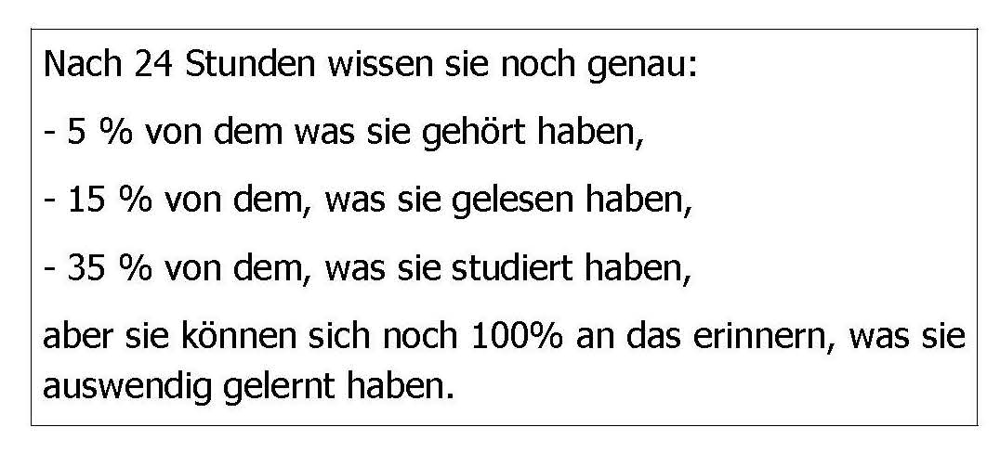 Nach 24 Stunden wissen sie noch genau:
- 5 % von dem was sie gehört haben,
- 15 % von dem, was sie gelesen haben,
- 35 % von dem, was sie studiert haben,
aber sie können sich noch 100% an das erinnern, was sie
auswendig gelernt haben.